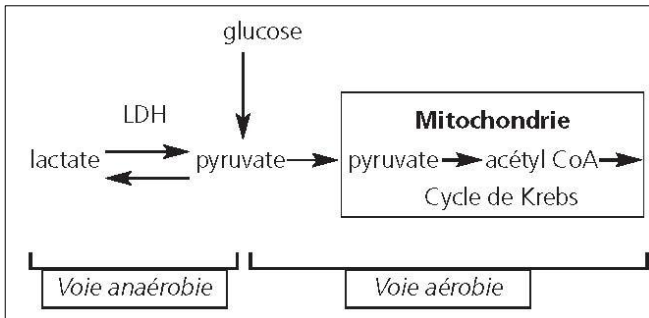 glucose
LDH
Mitochondrie
lactate pyruvate pyruvate acétyl CoA
Cycle de Krebs
Voie anaérobie Voie aérobie